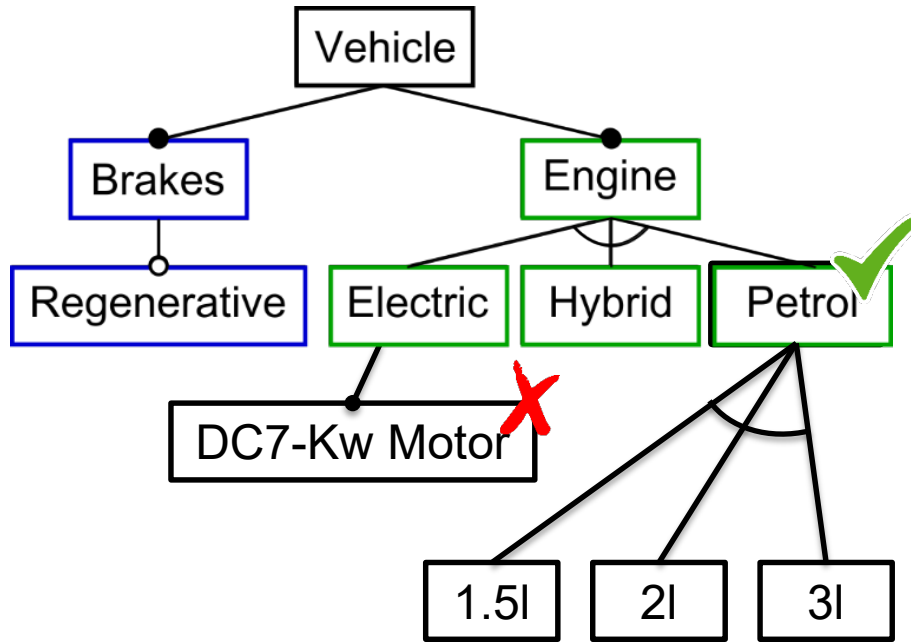 Vehicle
Brakes
Engine
Regenerative
Electric
Hybrid
Petrol
DC7-Kw Motor
1.5l
2l
3l